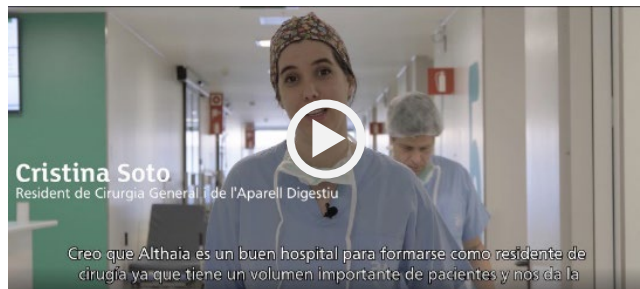 Cristina Soto
Resident de Cirurgia General i de l'Aparell Digestiu
Creo que Althaia és un buen hospital para formarse como residente de
cirugía ya que tiene un volumen importante de pacientes y nos da la